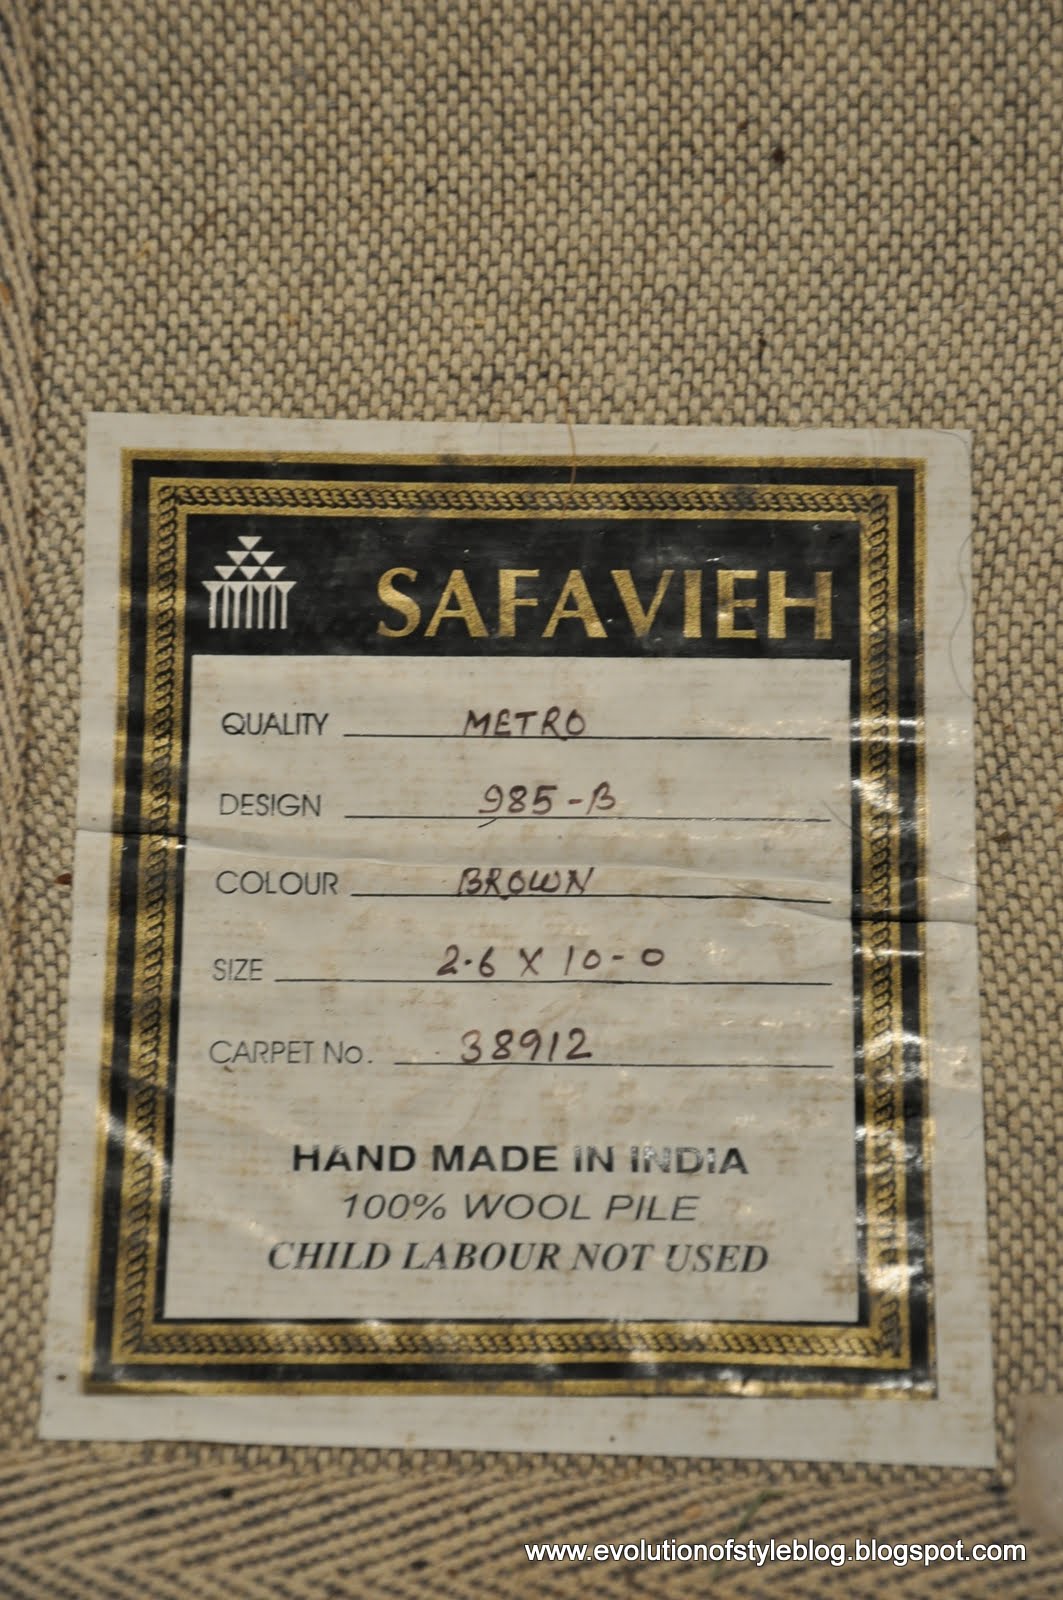 SAFAVIEH
QUALITY METRO
DESIGN 985-B
COLOUR BROWN
SIZE 2.6 X 10-0
CARPET No. 38912
HAND MADE IN INDIA
100% WOOL PILE
CHILD LABOUR NOT USED
www.evolutionofstyleblog.blogspot.com